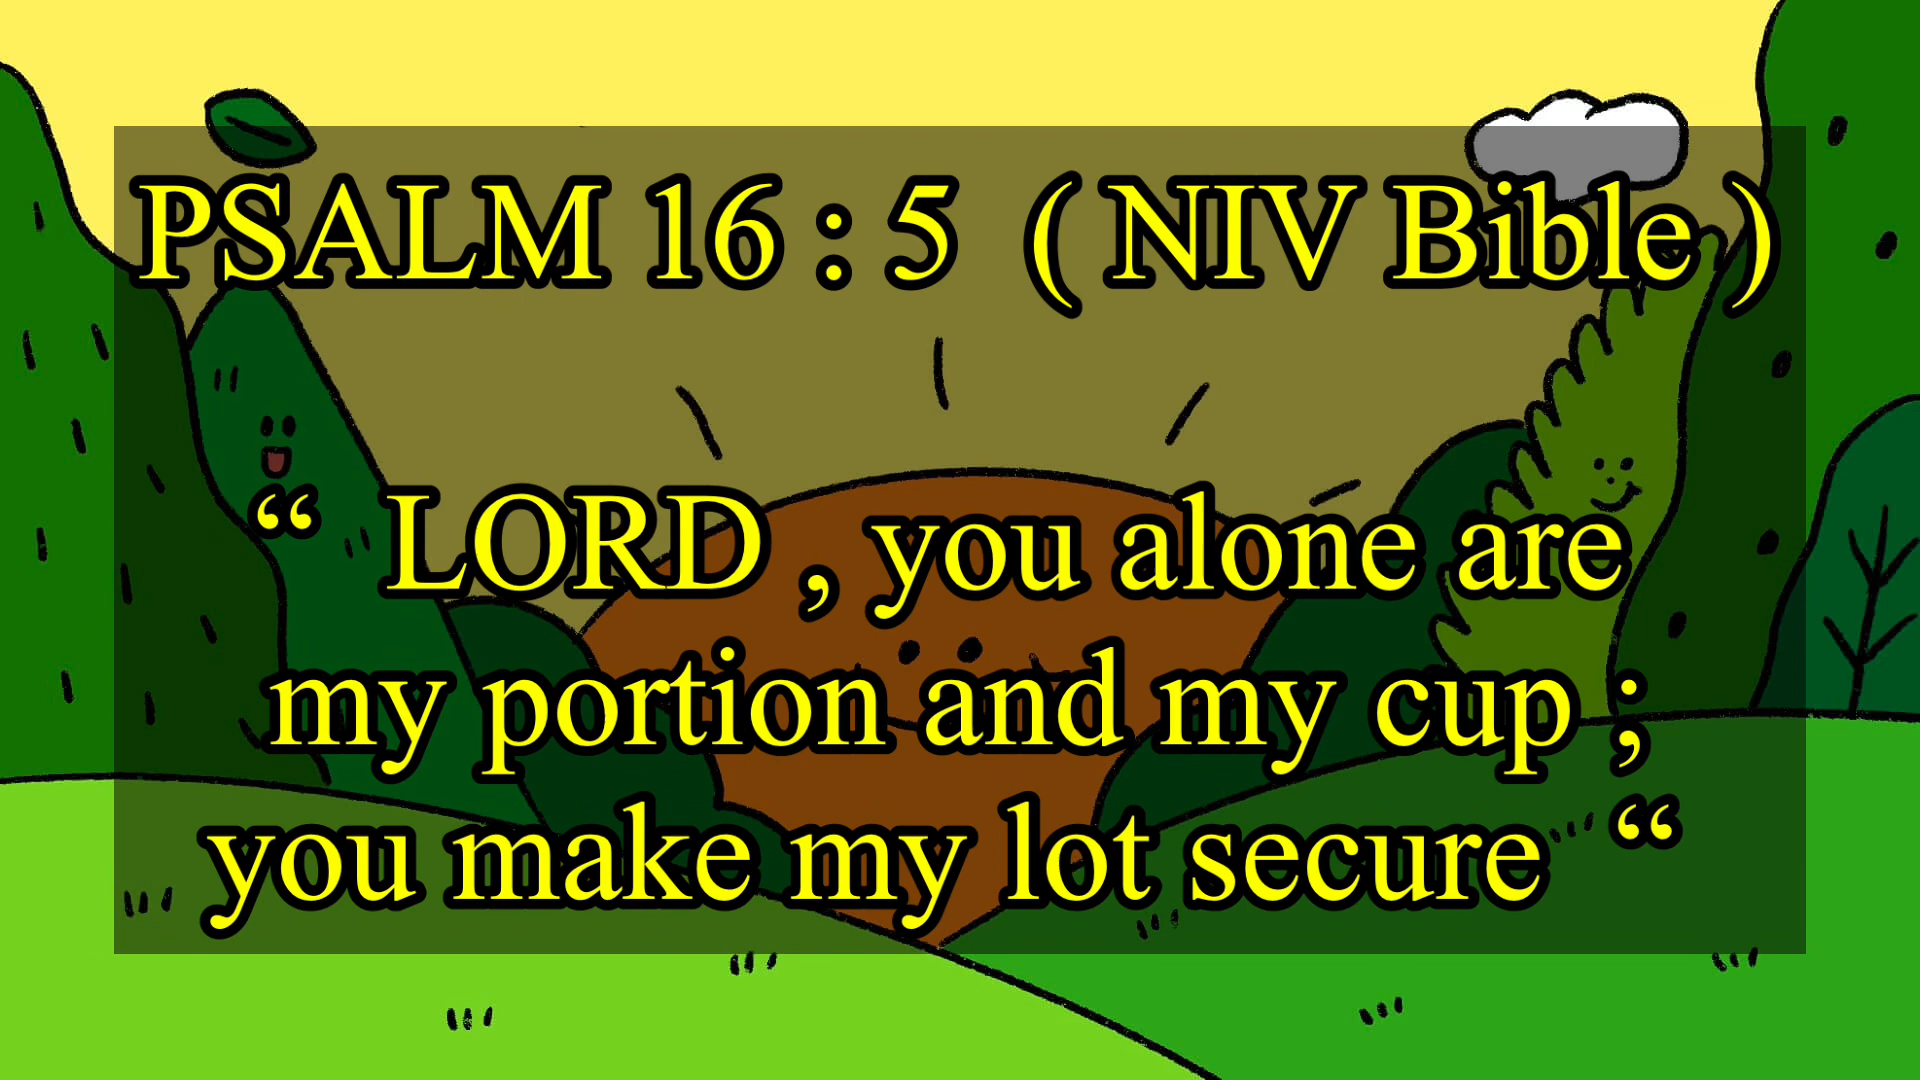 PSALM 16 : 5 ( NIV Bible )
“ LORD , you alone are
my portion and my cup ;
you make my lot secure “